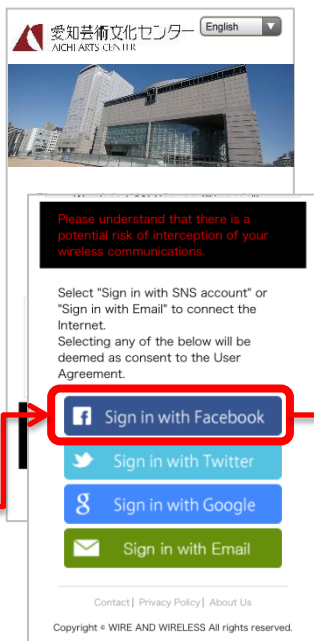 愛知芸術文化センター
AICHI ARTS CENTER
English
Please understand that there is a
potential risk of interception of your
wireless communications.
Select "Sign in with SNS account" or
"Sign in with Email" to connect the
Internet.
Selecting any of the below will be
deemed as consent to the User
Agreement.
f Sign in with Facebook
Sign in with Twitter
g Sign in with Google
Sign in with Email
Contact | Privacy Policy | About Us
Copyright © WIRE AND WIRELESS All rights reserved.